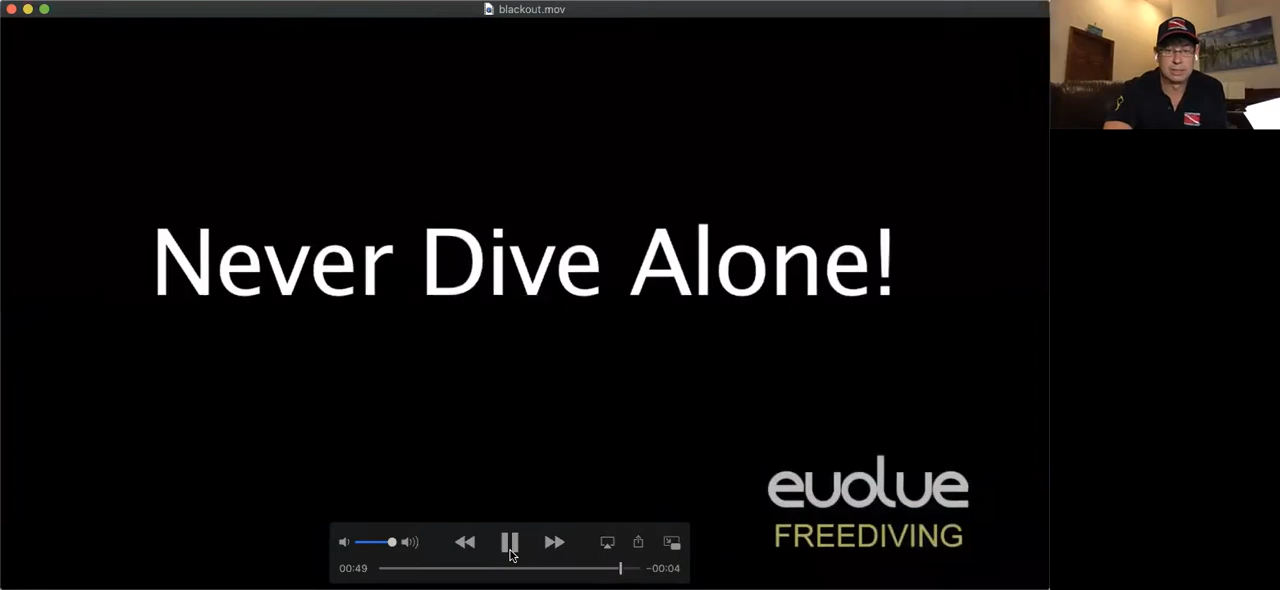 blackout.mov
Never Dive Alone!
evolve
FREEDIVING
00:49
-00:04